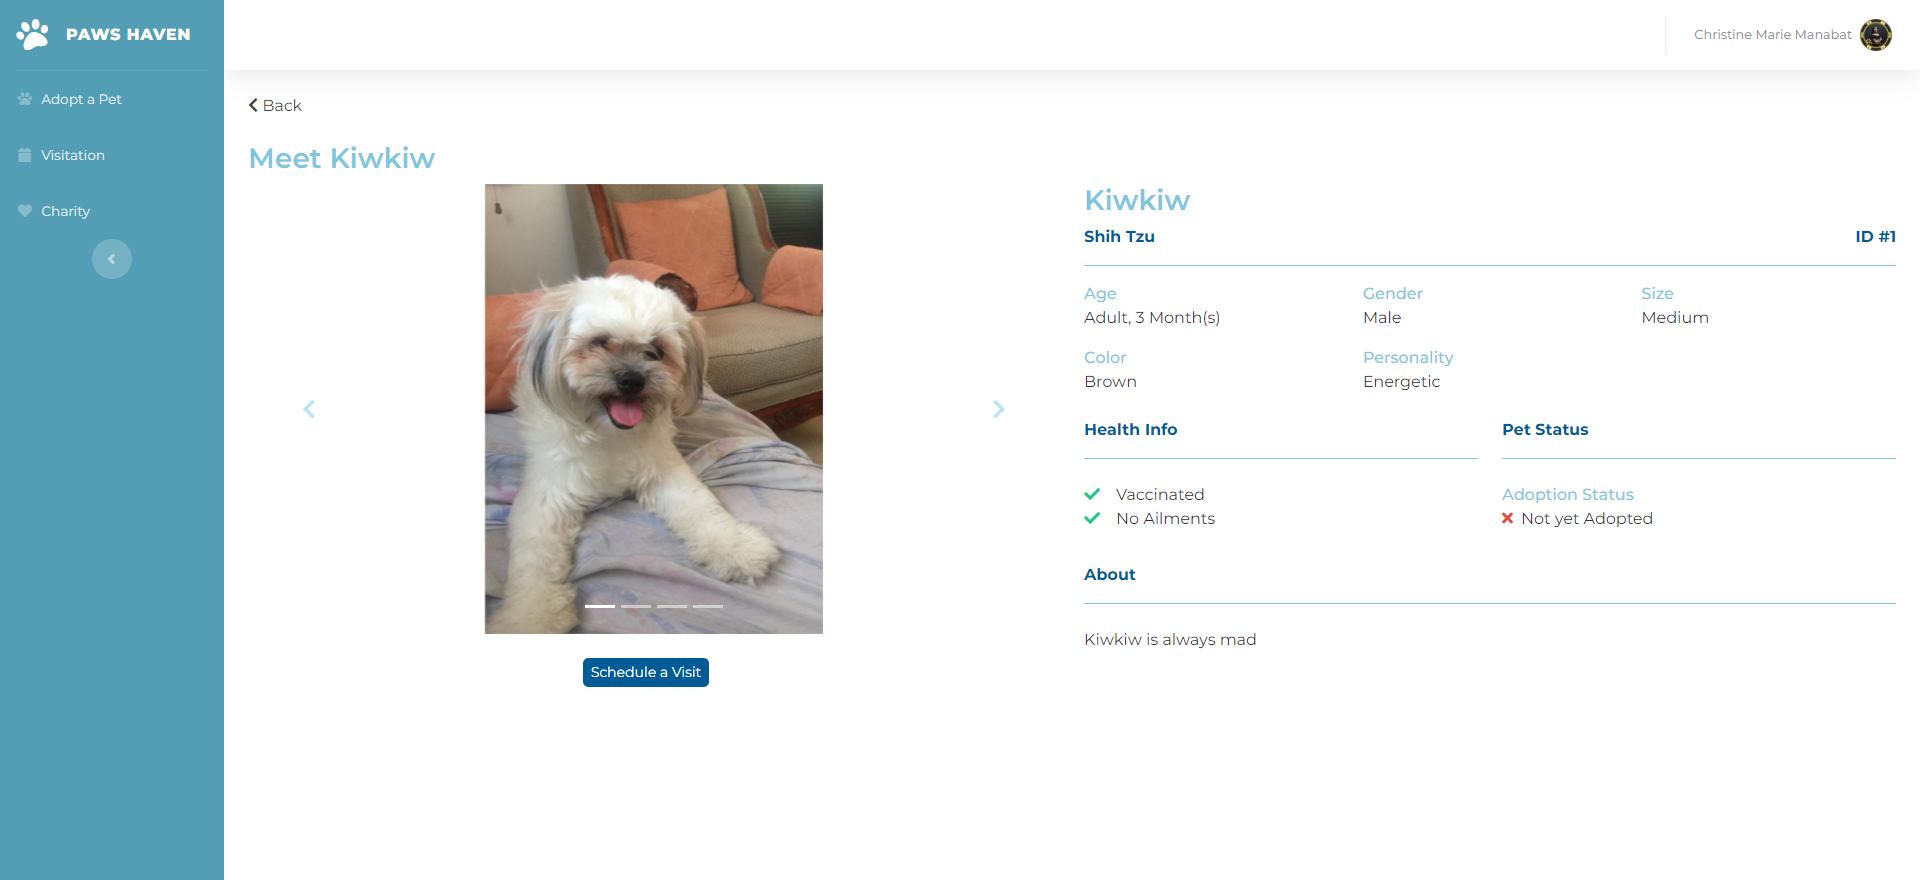 PAWS HAVEN
Christine Marie Manabat
Adopt a Pet
Visitation
Charity
Back
Meet Kiwkiw
Schedule a Visit
Kiwkiw
Shih Tzu ID #1
Age Gender Size
Adult, 3 Month(s) Male Medium
Color Personality
Brown Energetic
Health Info Pet Status
Vaccinated Adoption Status
No Ailments Not yet Adopted
About
Kiwkiw is always mad